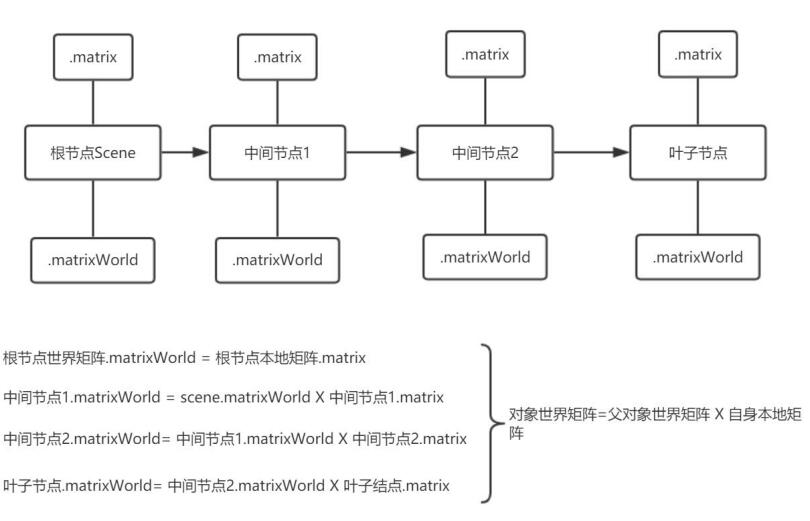 .matrix
.matrix
.matrix
.matrix
根节点Scene
中间节点1
中间节点2
叶子节点
.matrixWorld
.matrixWorld
.matrixWorld
.matrixWorld
根节点世界矩阵.matrixWorld = 根节点本地矩阵.matrix
中间节点1.matrixWorld = scene.matrixWorld X 中间节点1.matrix
中间节点2.matrixWorld= 中间节点1.matrixWorld X 中间节点2.matrix
叶子节点.matrixWorld= 中间节点2.matrixWorld X 叶子结点.matrix
对象世界矩阵=父对象世界矩阵 X 自身本地矩
阵